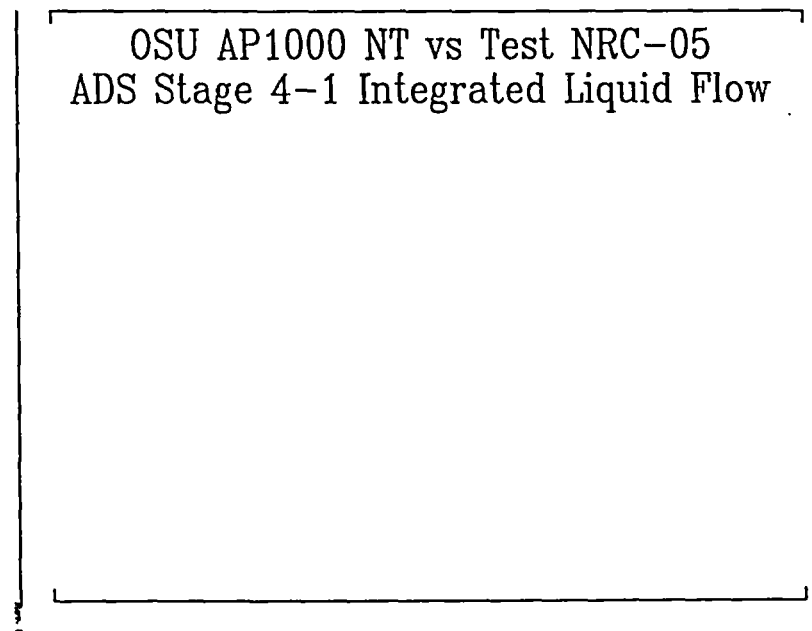 OSU AP1000 NT vs Test NRC-05
ADS Stage 4-1 Integrated Liquid Flow